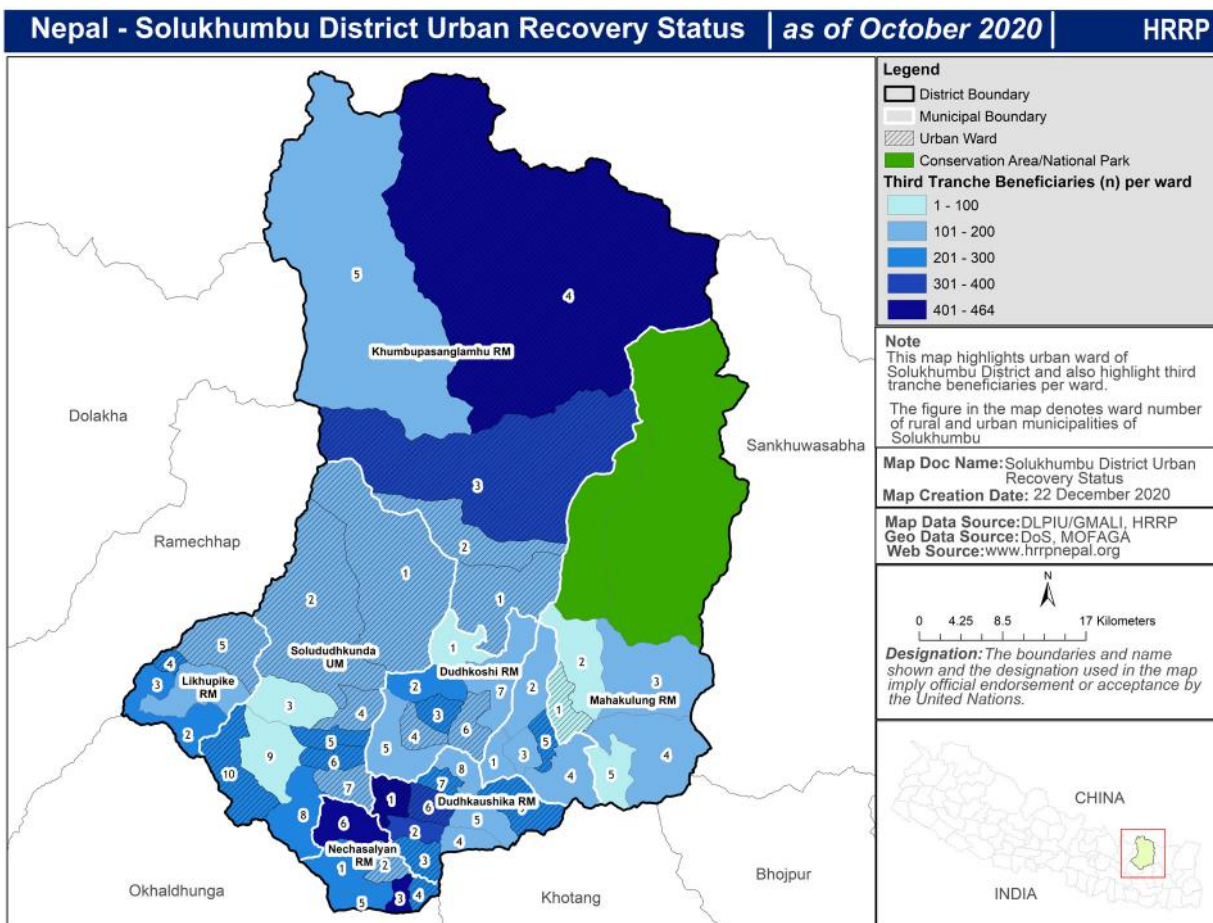 Nepal - Solukhumbu District Urban Recovery Status | as of October 2020 | HRRP
Legend
District Boundary
Municipal Boundary
Urban Ward
Conservation Area/National Park
Third Tranche Beneficiaries (n) per ward
1 - 100
101 - 200
201 - 300
301 - 400
401 - 464
Note
This map highlights urban ward of
Solukhumbu District and also highlight third
tranche beneficiaries per ward.
The figure in the map denotes ward number
of rural and urban municipalities of
Solukhumbu
Map Doc Name: Solukhumbu District Urban
Recovery Status
Map Creation Date: 22 December 2020
Map Data Source: DLPIU/GMALI, HRRP
Geo Data Source: DoS, MOFAGA
Web Source: www.hrrpnepal.org
N
0 4.25 8.5 17 Kilometers
Designation: The boundaries and name
shown and the designation used in the map
imply official endorsement or acceptance by
the United Nations.
CHINA
INDIA
5
4
Khumbupasanglamhu RM
Dolakha
Sankhuwasabha
3
Ramechhap
2
1
2
1
5
Solududhkunda
UM
1
Dudhkoshi RM
2
3
Mahakulung RM
4
3
Likhupike
RM
2
7
2
3
4
3
4
6
1
2
5
9
6
5
3
5
10
7
8
1
4
5
4
7
Dudhkaushika RM
8
1
6
5
6
2
4
Nechasalyan
RM
1
2
3
5
3
4
Okhaldhunga
Khotang
Bhojpur